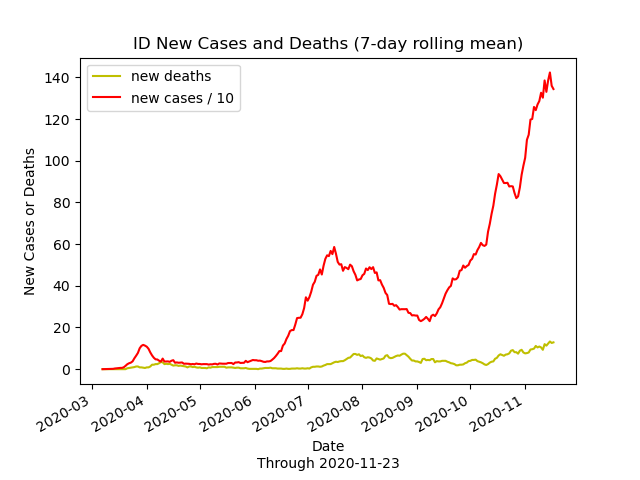 ID New Cases and Deaths (7-day rolling mean)
new deaths
new cases / 10
New Cases or Deaths
140
120
100
80
60
40
20
0
2020-03
2020-04
2020-05
2020-06
2020-07
2020-08
2020-09
2020-10
2020-11
Date
Through 2020-11-23